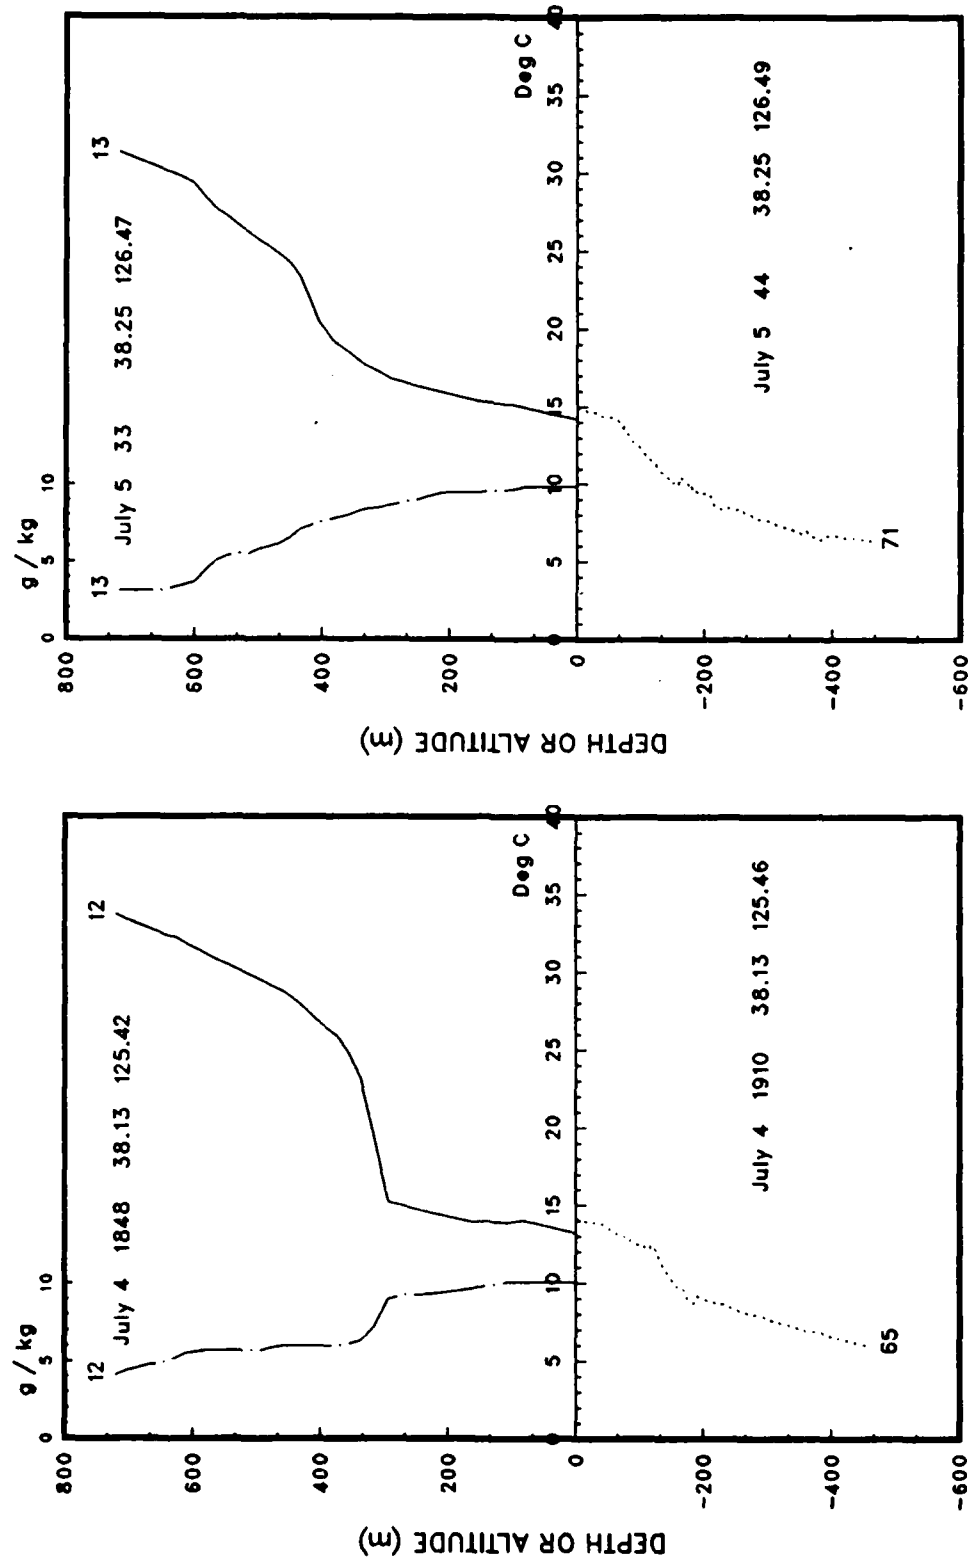 g / kg
0 5 10
12
12
July 4 1848 38.13 125.42
800
600
400
200
0
-200
-400
-600
DEPTH OR ALTITUDE (m)
Deg C
0 5 10 15 20 25 30 35 40
July 4 1910 38.13 125.46
65
g / kg
0 5 10
13
13
July 5 33 38.25 126.47
800
600
400
200
0
-200
-400
-600
DEPTH OR ALTITUDE (m)
Deg C
0 5 10 15 20 25 30 35 40
July 5 44 38.25 126.49
71